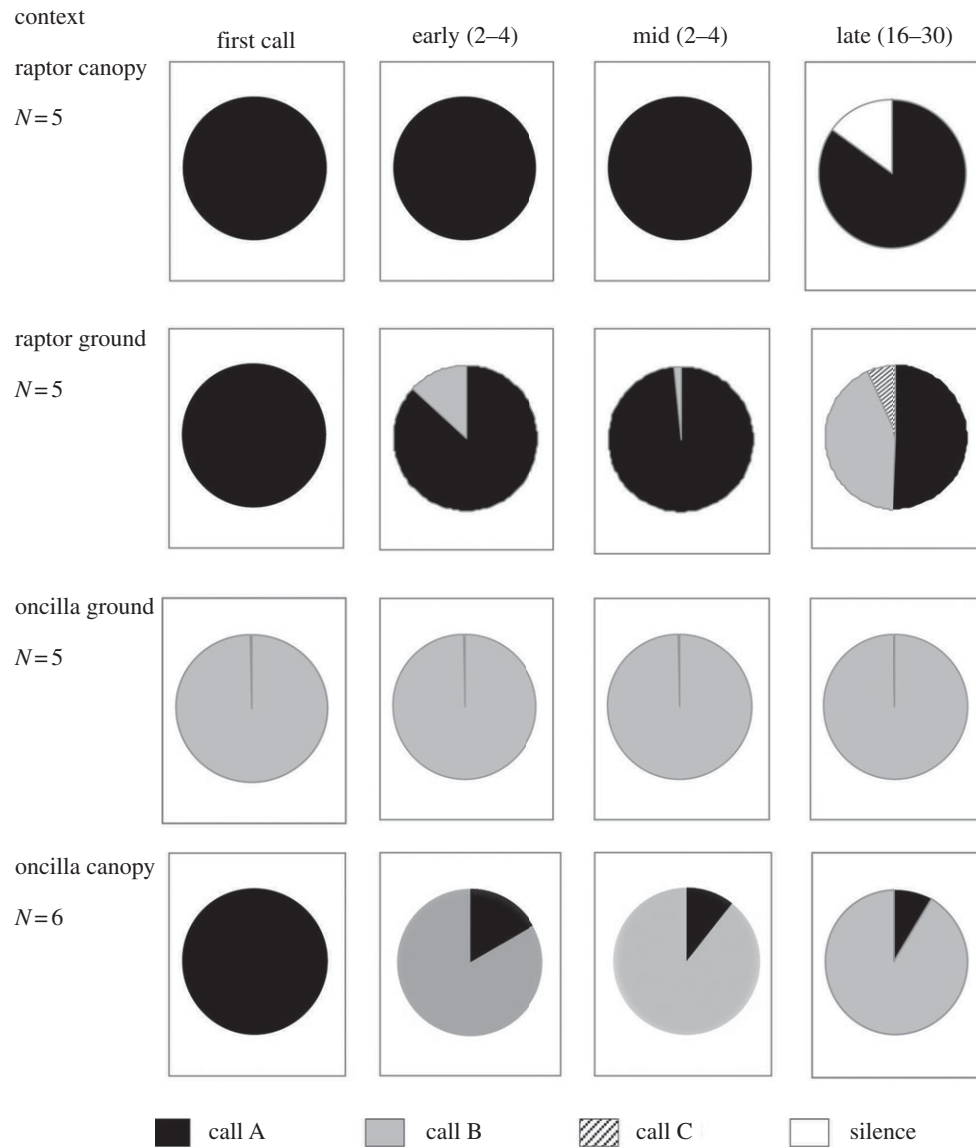 context
first call early (2–4) mid (2–4) late (16–30)
raptor canopy
N=5
raptor ground
N=5
oncilla ground
N=5
oncilla canopy
N=6
call A call B call C silence